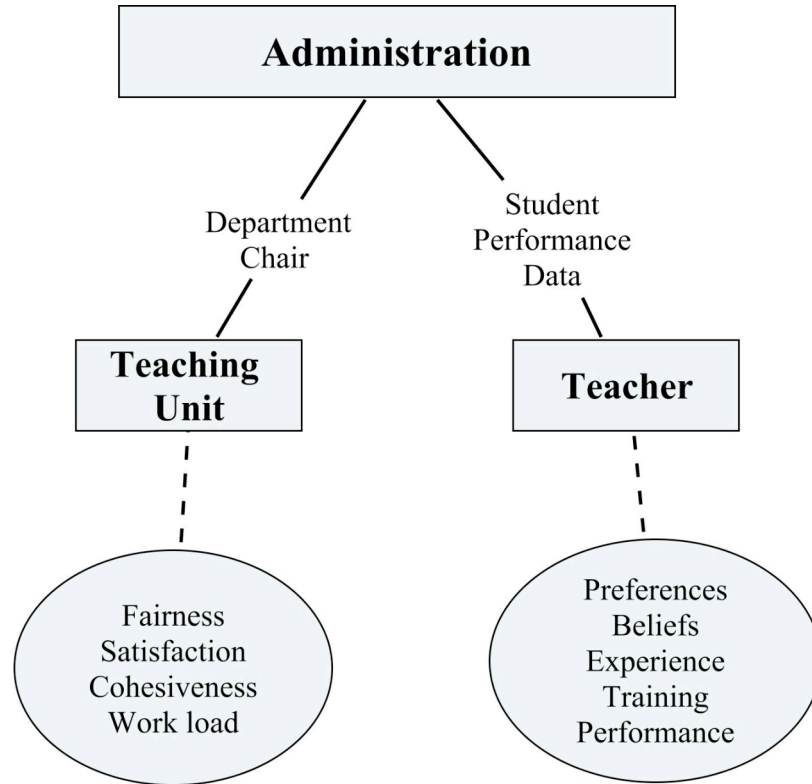 Administration
Department
Chair
Student
Performance
Data
Teaching
Unit
Teacher
Fairness
Satisfaction
Cohesiveness
Work load
Preferences
Beliefs
Experience
Training
Performance